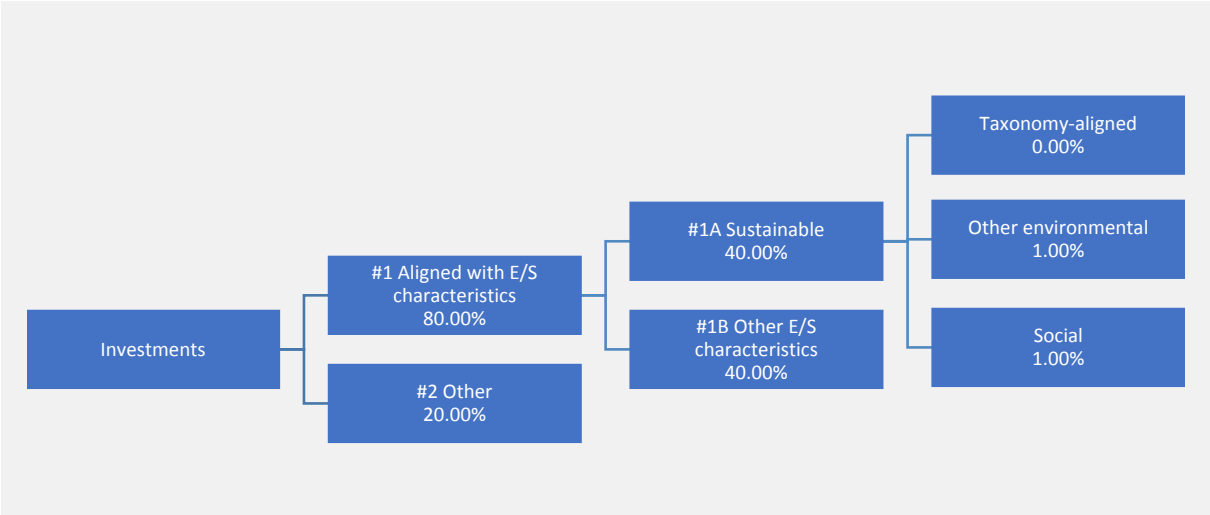 Investments
#1 Aligned with E/S
characteristics
80.00%
#2 Other
20.00%
#1A Sustainable
40.00%
#1B Other E/S
characteristics
40.00%
Taxonomy-aligned
0.00%
Other environmental
1.00%
Social
1.00%